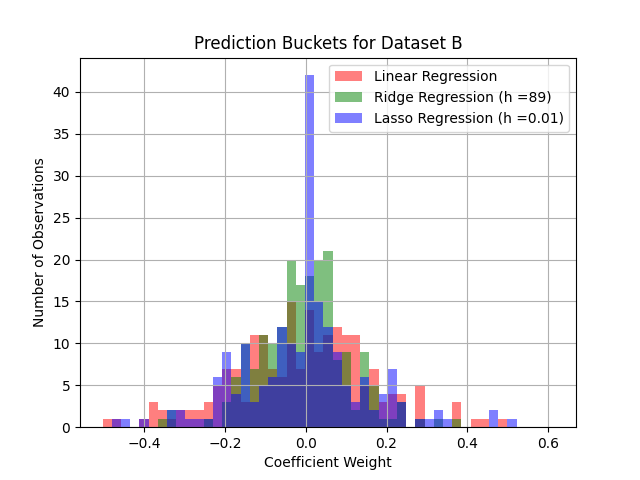 Prediction Buckets for Dataset B
Linear Regression
Ridge Regression (h =89)
Lasso Regression (h =0.01)
Number of Observations
40
35
30
25
20
15
10
5
0
−0.4 −0.2 0.0 0.2 0.4 0.6
Coefficient Weight